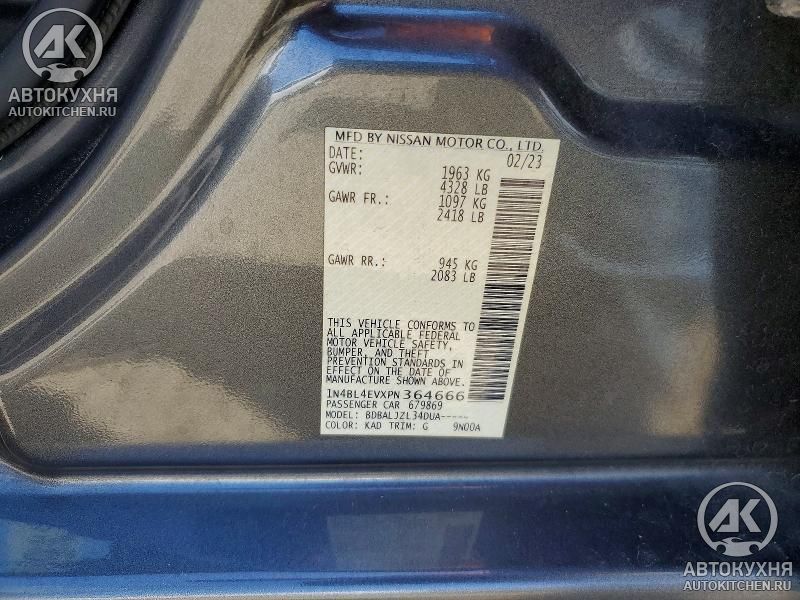 AK
АВТОКУХНЯ
AUTOKITCHEN.RU
MFD BY NISSAN MOTOR CO., LTD.
DATE: 02/23
GVWR: 1963 KG
4328 LB
GAWR FR.: 1097 KG
2418 LB
GAWR RR.: 945 KG
2083 LB
THIS VEHICLE CONFORMS TO
ALL APPLICABLE FEDERAL
MOTOR VEHICLE SAFETY,
BUMPER, AND THEFT
PREVENTION STANDARDS IN
EFFECT ON THE DATE OF
MANUFACTURE SHOWN ABOVE.
1N4BL4EVXPN364666
PASSENGER CAR 679869
MODEL: BDBALJZL34DUA-----
COLOR: KAD TRIM: G 9N00A
AK
АВТОКУХНЯ
AUTOKITCHEN.RU